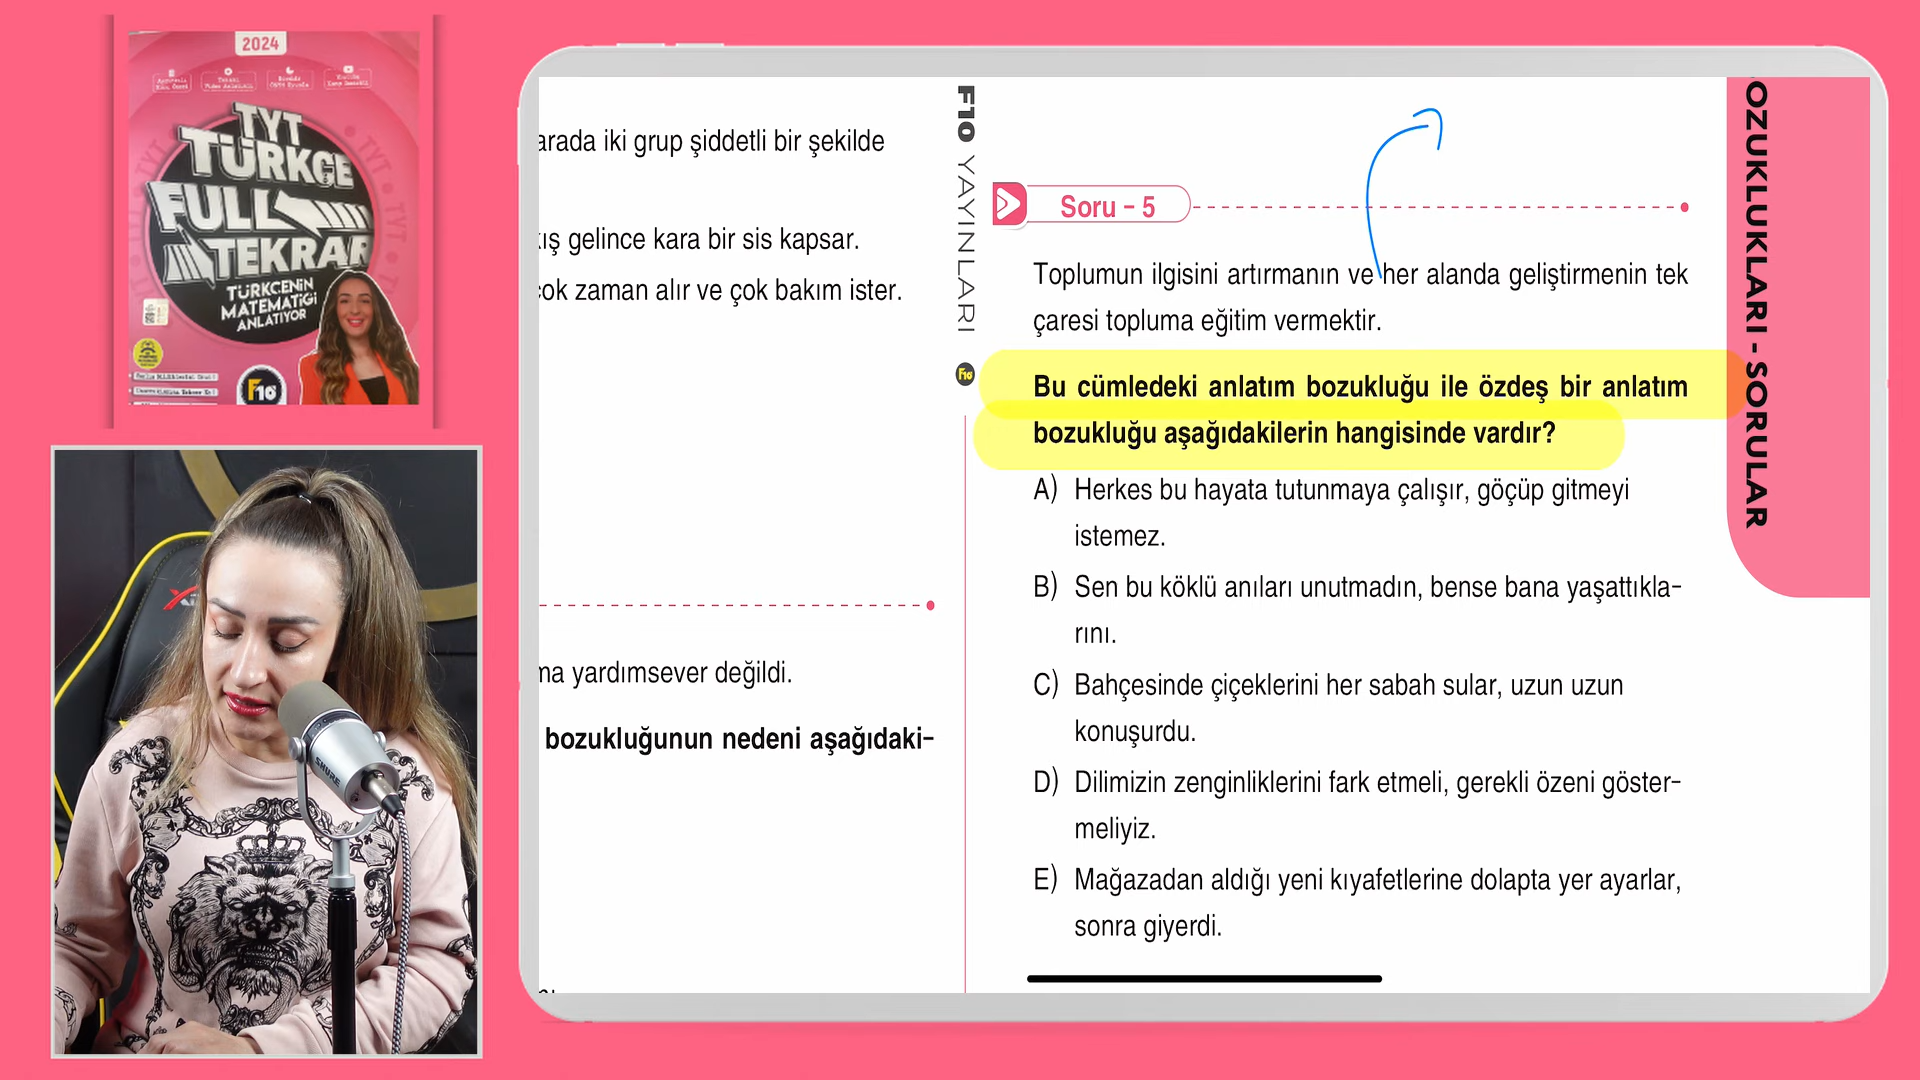 2024
TYT
TÜRKÇE
FULL
TEKRAR
TÜRKÇENİN
MATEMATİĞİ
ANLATIYOR
F10
SHURE
arada iki grup şiddetli bir şekilde
kış gelince kara bir sis kapsar.
çok zaman alır ve çok bakım ister.
ma yardımsever değildi.
bozukluğunun nedeni aşağıdaki-
F10 YAYINLARI
F10
Soru - 5
Toplumun ilgisini artırmanın ve her alanda geliştirmenin tek
çaresi topluma eğitim vermektir.
Bu cümledeki anlatım bozukluğu ile özdeş bir anlatım
bozukluğu aşağıdakilerin hangisinde vardır?
A) Herkes bu hayata tutunmaya çalışır, göçüp gitmeyi
istemez.
B) Sen bu köklü anıları unutmadın, bense bana yaşattıkla-
rını.
C) Bahçesinde çiçeklerini her sabah sular, uzun uzun
konuşurdu.
D) Dilimizin zenginliklerini fark etmeli, gerekli özeni göster-
meliyiz.
E) Mağazadan aldığı yeni kıyafetlerine dolapta yer ayarlar,
sonra giyerdi.
OZUKLUKLARI - SORULAR